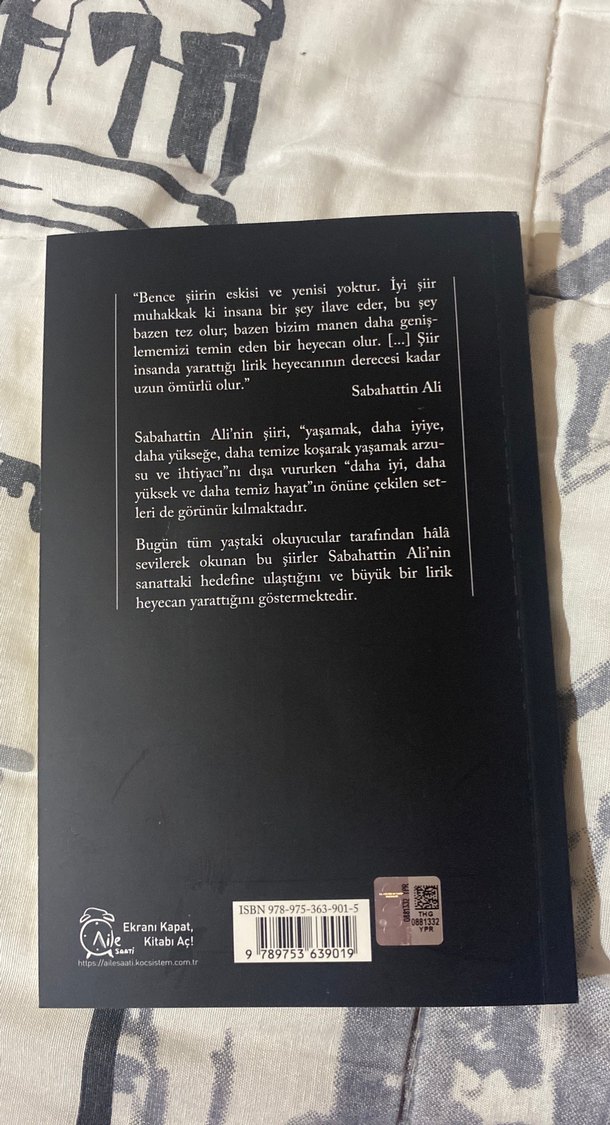 “Bence şiirin eskisi ve yenisi yoktur. İyi şiir
muhakkak ki insana bir şey ilave eder, bu şey
bazen tez olur; bazen bizim manen daha geniş-
lememizi temin eden bir heyecan olur. [...] Şiir
insanda yarattığı lirik heyecanının derecesi kadar
uzun ömürlü olur.”
Sabahattin Ali
Sabahattin Ali’nin şiiri, “yaşamak, daha iyiye,
daha yükseğe, daha temize koşarak yaşamak arzu-
su ve ihtiyacı”nı dışa vururken “daha iyi, daha
yüksek ve daha temiz hayat”ın önüne çekilen set-
leri de görünür kılmaktadır.
Bugün tüm yaştaki okuyucular tarafından hâlâ
sevilerek okunan bu şiirler Sabahattin Ali’nin
sanattaki hedefine ulaştığını ve büyük bir lirik
heyecan yarattığını göstermektedir.
Aile
SAATİ
Ekranı Kapat,
Kitabı Aç!
https://ailesaati.kocsistem.com.tr
ISBN 978-975-363-901-5
9 789753 639019
0881332 YPR
THG
0881332
YPR